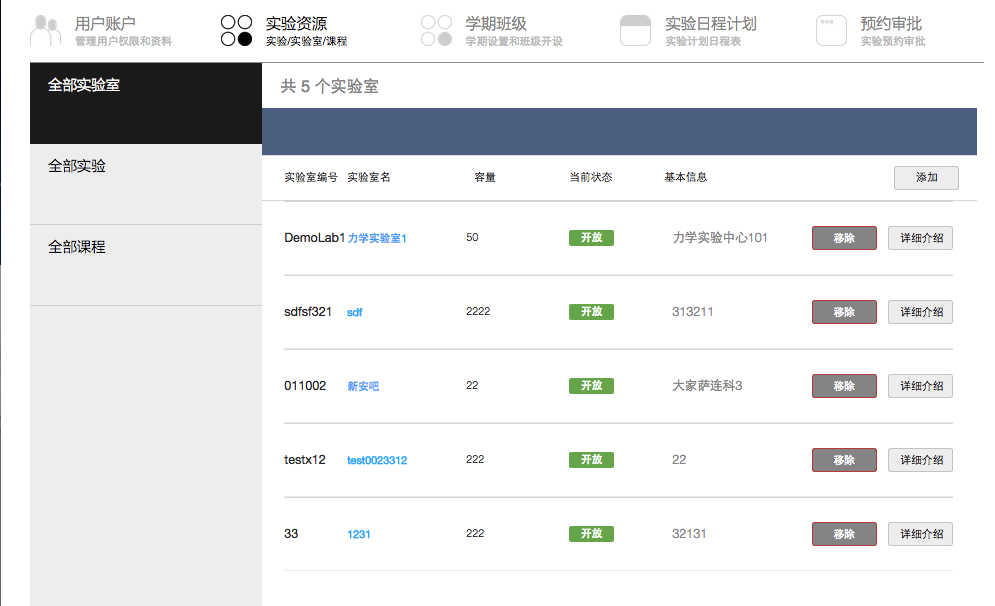 用户账户
用户权限和资料
实验资源
实验/实验室/课程
学期班级
学期设置和班级开设
实验日程计划
实验计划日程表
预约审批
实验预约审批
全部实验室
全部实验
全部课程
共 5 个实验室
实验室编号 实验室名 容量 当前状态 基本信息 添加
DemoLab1 力学实验室1 50 开放 力学实验中心101 移除 详细介绍
sdfsf321 sdf 2222 开放 313211 移除 详细介绍
011002 新安吧 22 开放 大家萨连科3 移除 详细介绍
testx12 test0023312 222 开放 22 移除 详细介绍
33 1231 222 开放 32131 移除 详细介绍